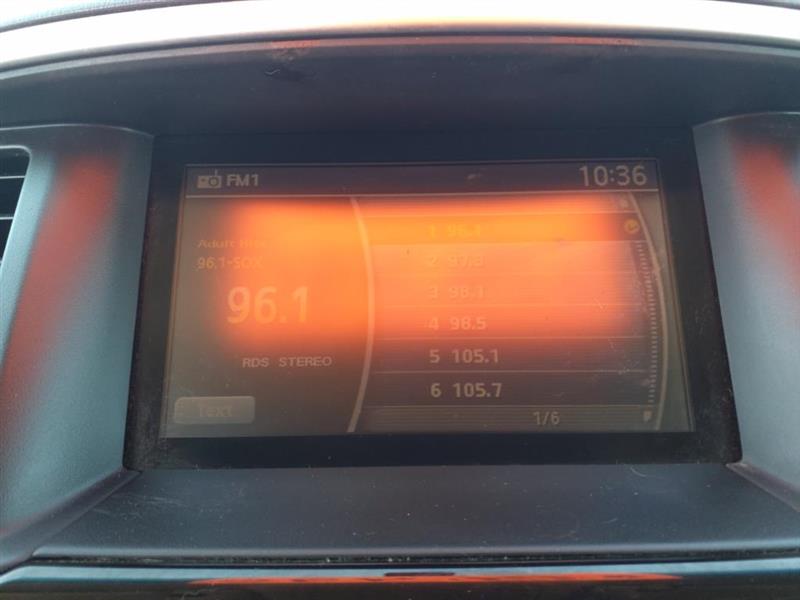 FM1 10:36
Adult Hits
96.1-SOX
96.1
RDS STEREO
Text
1 96.1
2 97.3
3 98.1
4 98.5
5 105.1
6 105.7
1/6